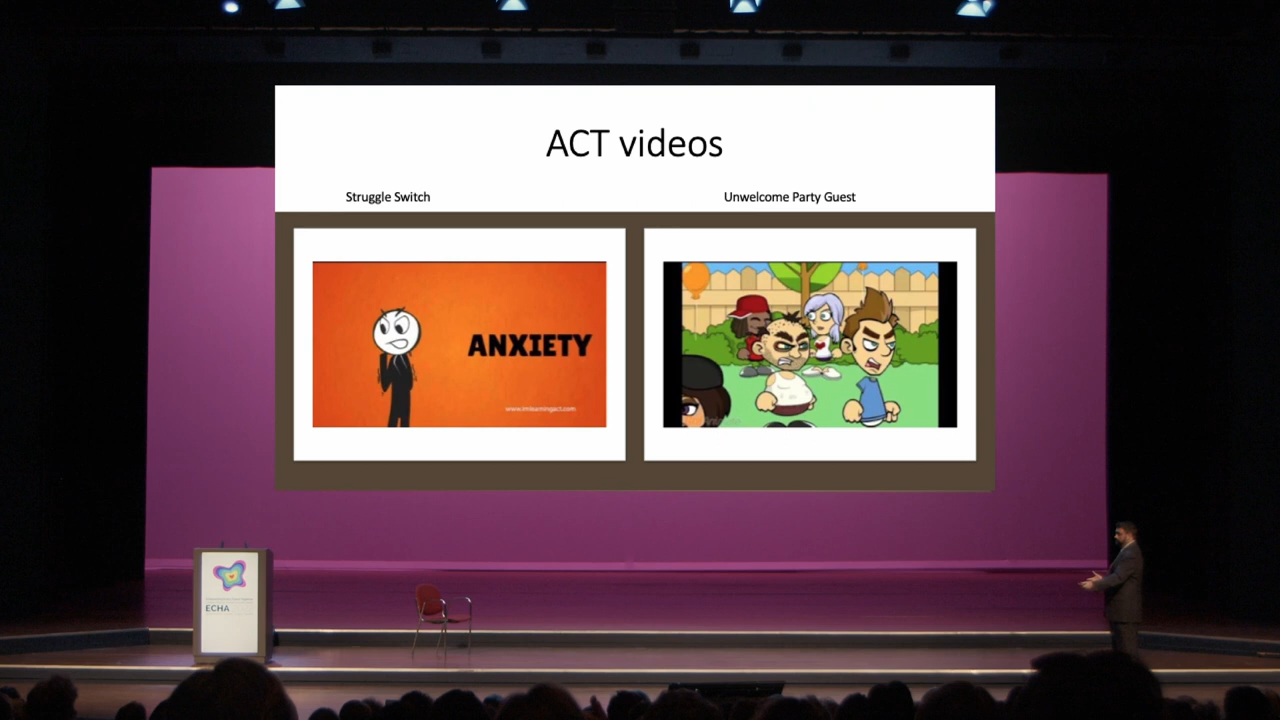 ACT videos
Struggle Switch
Unwelcome Party Guest
ANXIETY
www.imlearningact.com
ECHA